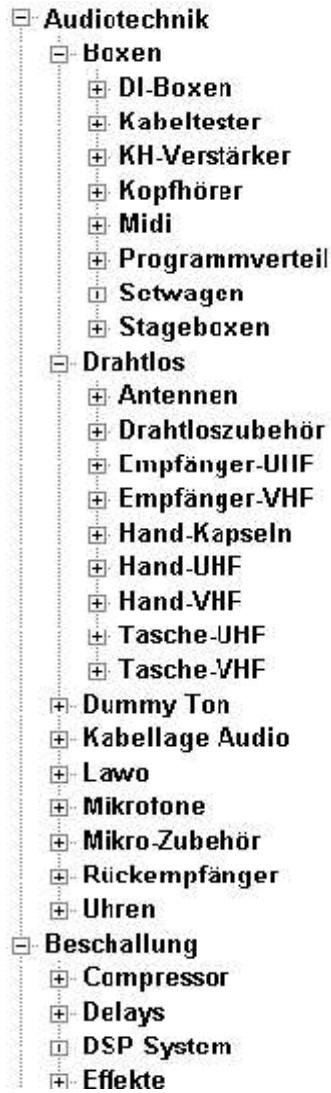 Audiotechnik
Boxen
DI-Boxen
Kabeltester
KH-Verstärker
Kopfhörer
Midi
Programmverteil
Setwagen
Stageboxen
Drahtlos
Antennen
Drahtloszubehör
Empfänger-UHF
Empfänger-VHF
Hand-Kapseln
Hand-UHF
Hand-VHF
Tasche-UHF
Tasche-VHF
Dummy Ton
Kabellage Audio
Lawo
Mikrofone
Mikro-Zubehör
Rückempfänger
Uhren
Beschallung
Compressor
Delays
DSP System
Effekte